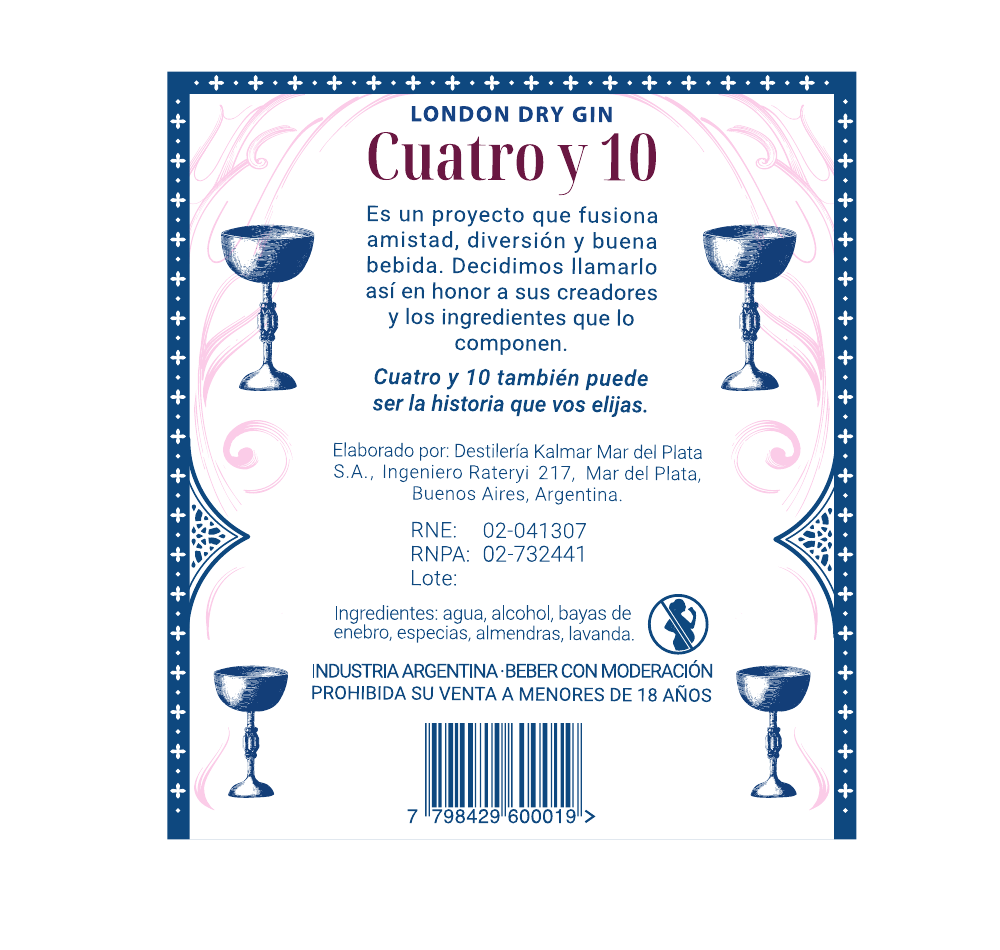 LONDON DRY GIN
Cuatro y 10
Es un proyecto que fusiona
amistad, diversión y buena
bebida. Decidimos llamarlo
así en honor a sus creadores
y los ingredientes que lo
componen.
Cuatro y 10 también puede
ser la historia que vos elijas.
Elaborado por: Destilería Kalmar Mar del Plata
S.A., Ingeniero Rateryi 217, Mar del Plata,
Buenos Aires, Argentina.
RNE: 02-041307
RNPA: 02-732441
Lote:
Ingredientes: agua, alcohol, bayas de
enebro, especias, almendras, lavanda.
INDUSTRIA ARGENTINA·BEBER CON MODERACIÓN
PROHIBIDA SU VENTA A MENORES DE 18 AÑOS
7 798429 600019 >